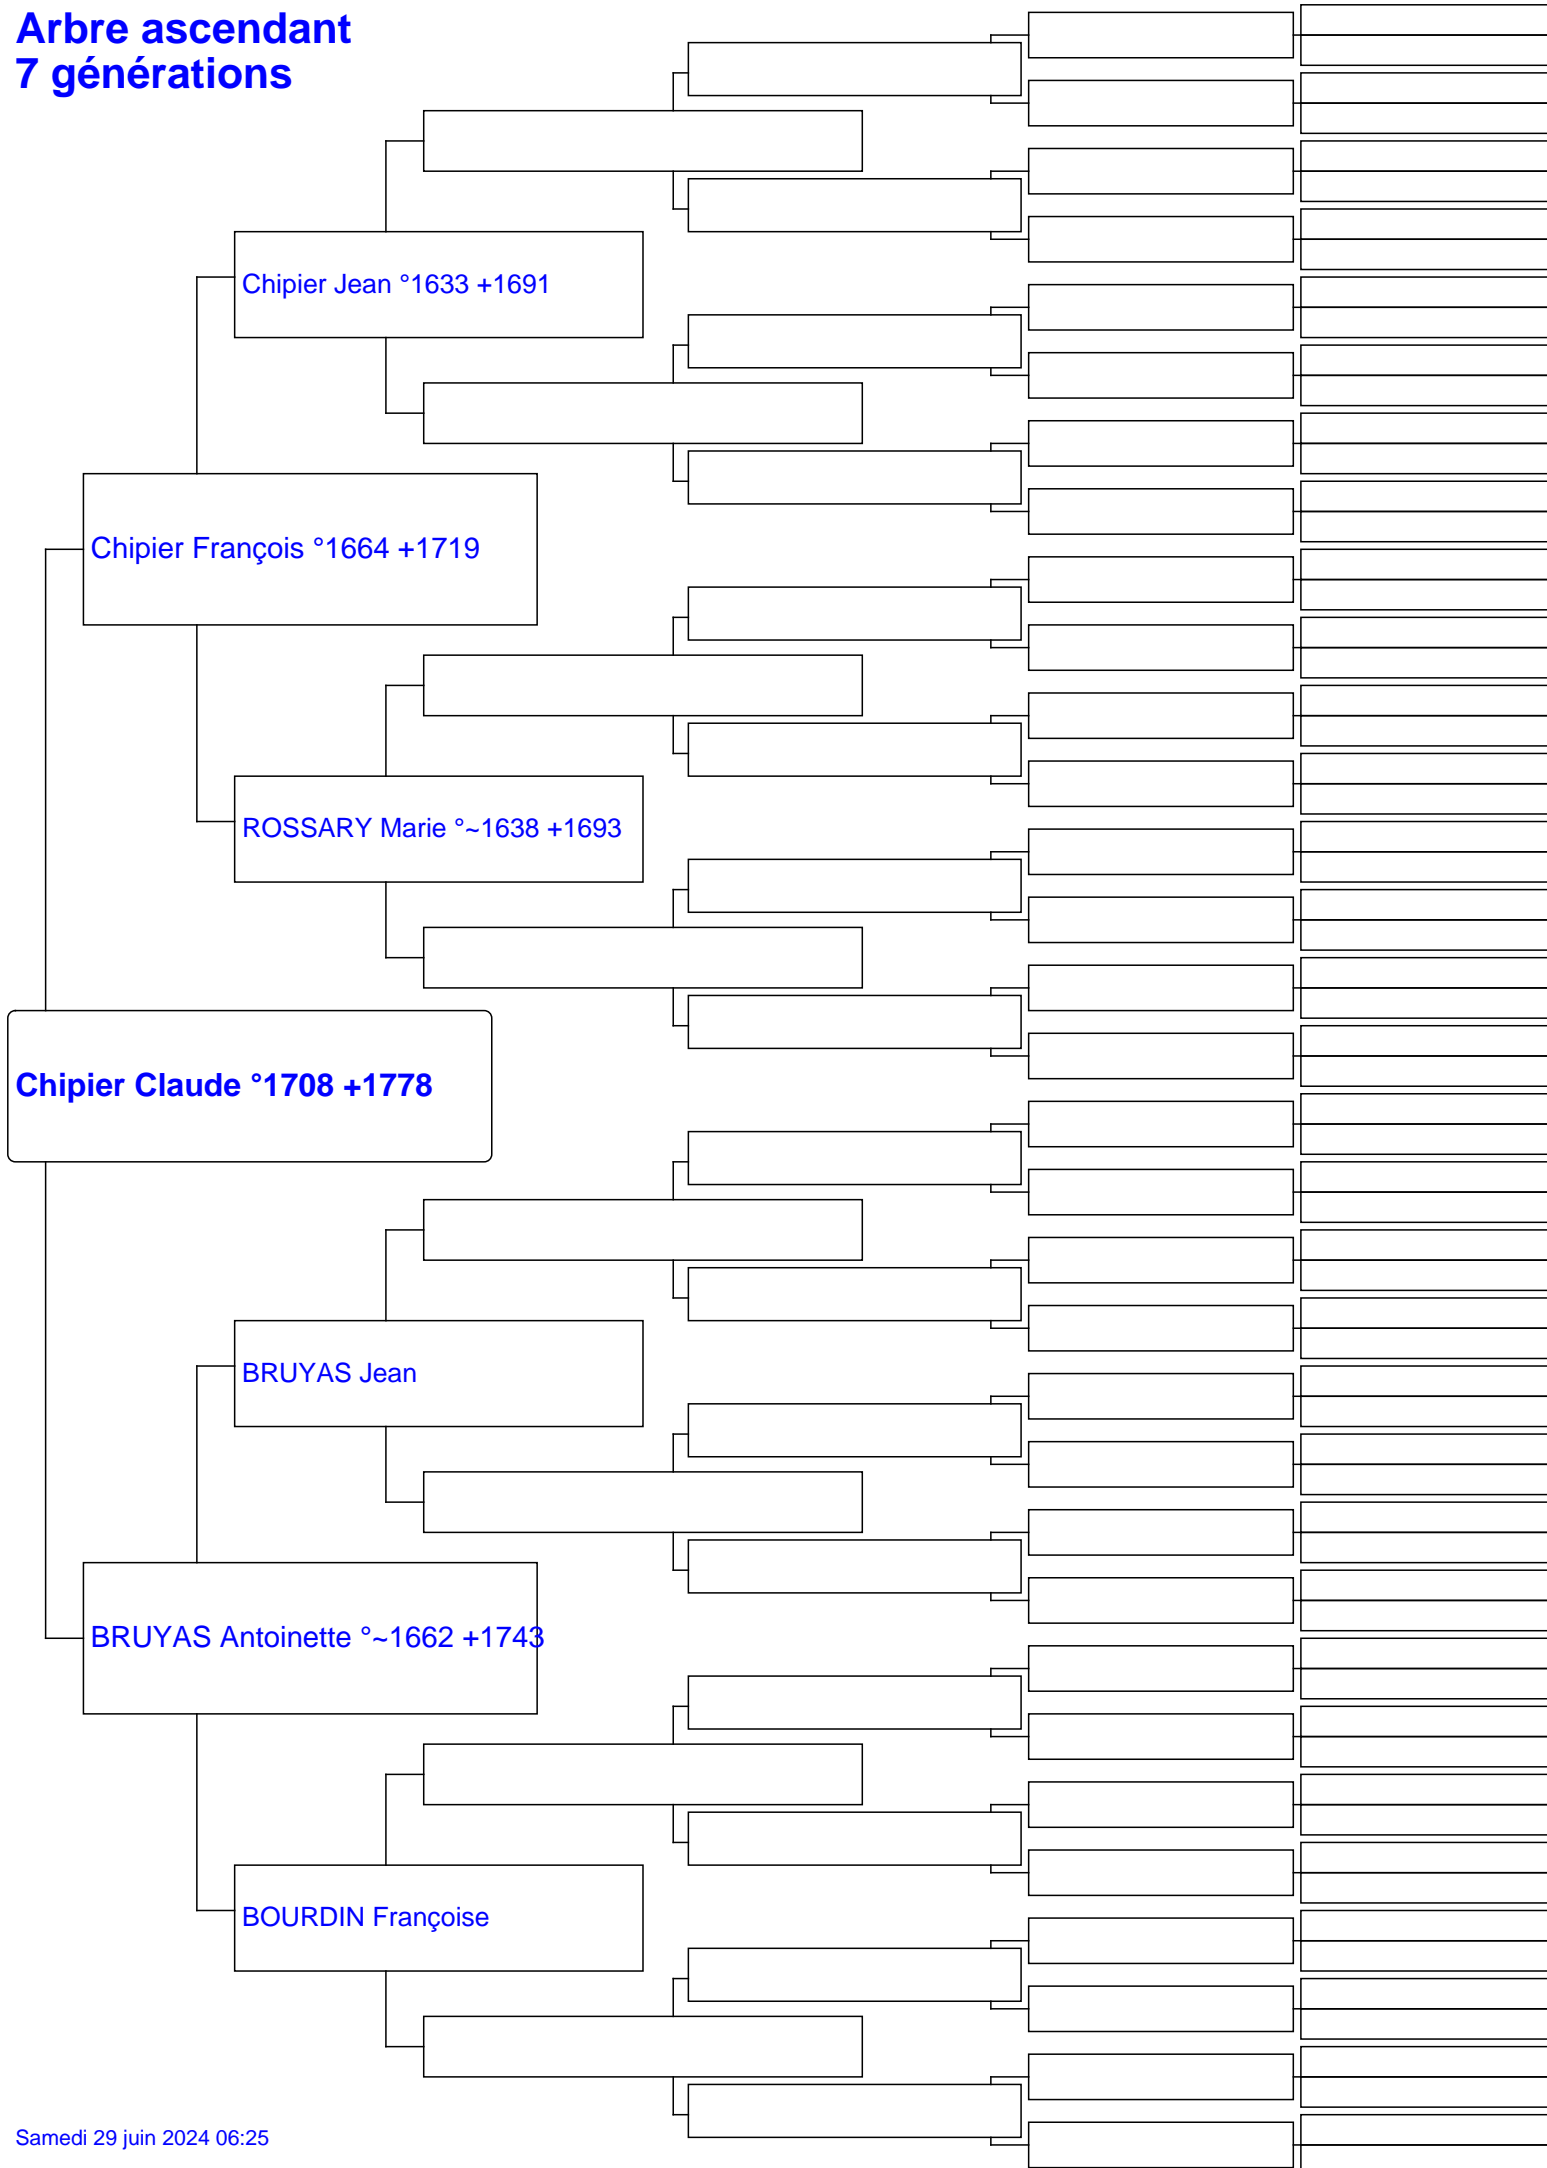 Arbre ascendant
7 générations
Chipier Jean °1633 +1691
Chipier François °1664 +1719
ROSSARY Marie °~1638 +1693
Chipier Claude °1708 +1778
BRUYAS Jean
BRUYAS Antoinette °~1662 +1743
BOURDIN Françoise
Samedi 29 juin 2024 06:25